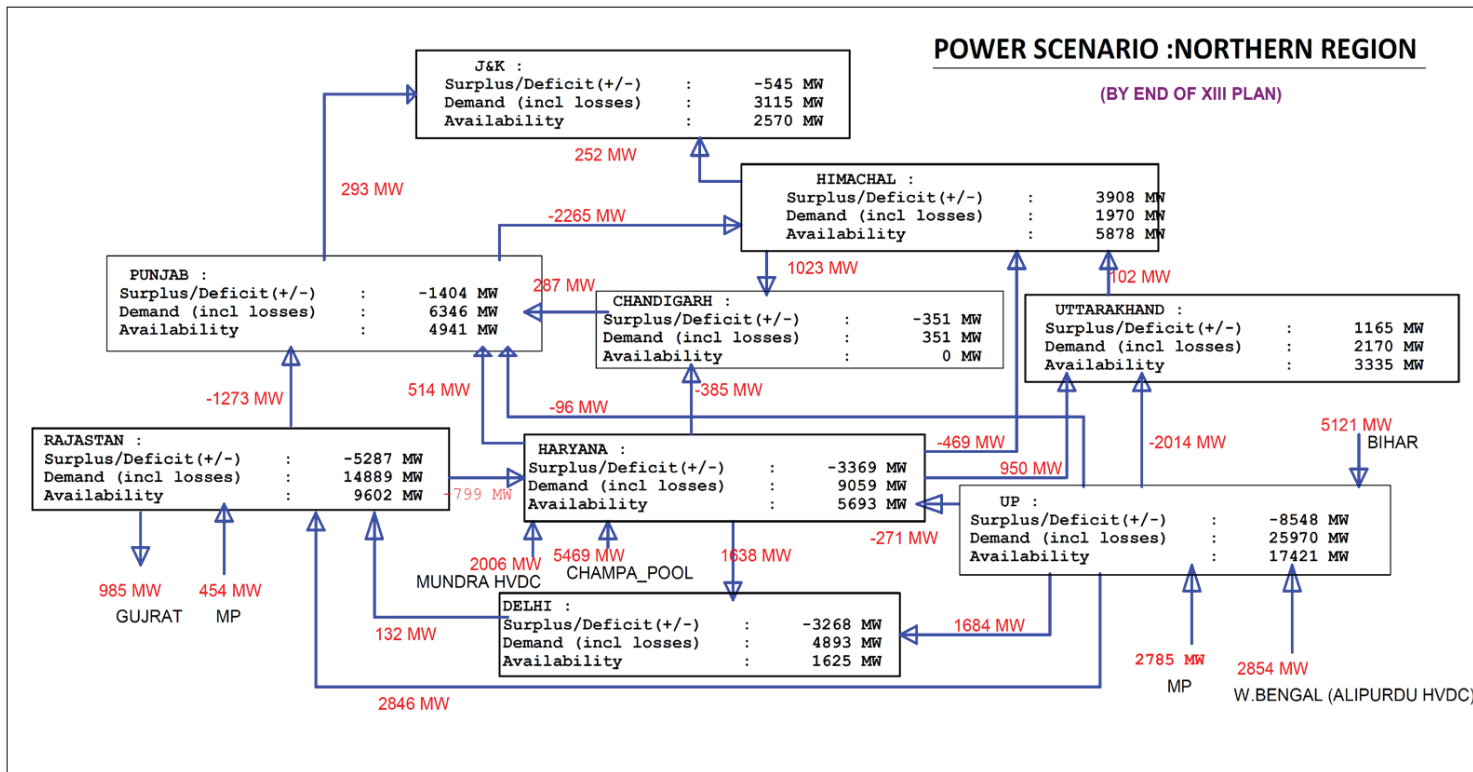 POWER SCENARIO :NORTHERN REGION
(BY END OF XIII PLAN)
J&K :
Surplus/Deficit(+/-) : -545 MW
Demand (incl losses) : 3115 MW
Availability : 2570 MW
252 MW
293 MW
HIMACHAL :
Surplus/Deficit(+/-) : 3908 MW
Demand (incl losses) : 1970 MW
Availability : 5878 MW
-2265 MW
1023 MW
102 MW
PUNJAB :
Surplus/Deficit(+/-) : -1404 MW
Demand (incl losses) : 6346 MW
Availability : 4941 MW
287 MW
CHANDIGARH :
Surplus/Deficit(+/-) : -351 MW
Demand (incl losses) : 351 MW
Availability : 0 MW
UTTARAKHAND :
Surplus/Deficit(+/-) : 1165 MW
Demand (incl losses) : 2170 MW
Availability : 3335 MW
-1273 MW
514 MW
-385 MW
-96 MW
-469 MW
-2014 MW
5121 MW
BIHAR
RAJASTAN :
Surplus/Deficit(+/-) : -5287 MW
Demand (incl losses) : 14889 MW
Availability : 9602 MW
-799 MW
HARYANA :
Surplus/Deficit(+/-) : -3369 MW
Demand (incl losses) : 9059 MW
Availability : 5693 MW
950 MW
-271 MW
UP :
Surplus/Deficit(+/-) : -8548 MW
Demand (incl losses) : 25970 MW
Availability : 17421 MW
985 MW
GUJRAT
454 MW
MP
2006 MW
MUNDRA HVDC
5469 MW
CHAMPA_POOL
1638 MW
132 MW
DELHI :
Surplus/Deficit(+/-) : -3268 MW
Demand (incl losses) : 4893 MW
Availability : 1625 MW
1684 MW
2846 MW
2785 MW
MP
2854 MW
W.BENGAL (ALIPURDU HVDC)